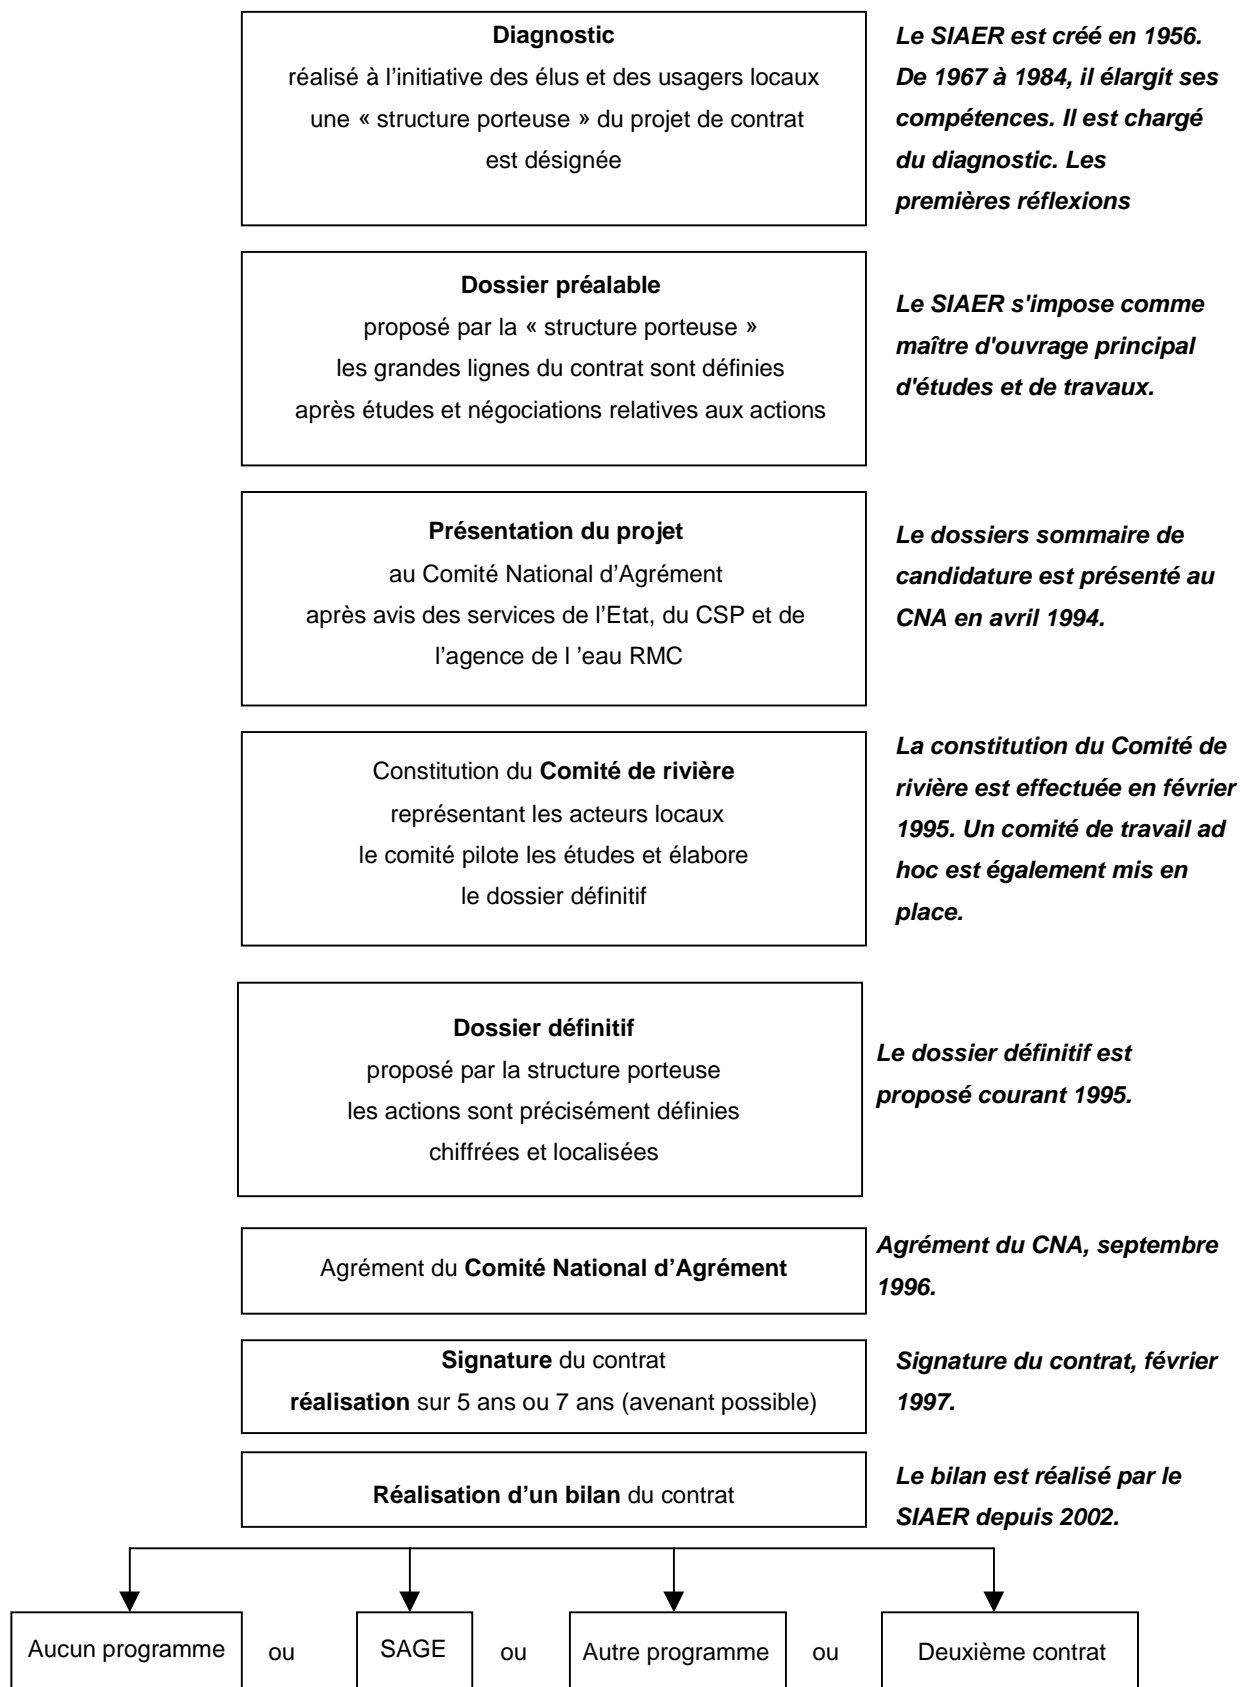 Diagnostic
réalisé à l’initiative des élus et des usagers locaux
une « structure porteuse » du projet de contrat
est désignée
Le SIAER est créé en 1956.
De 1967 à 1984, il élargit ses
compétences. Il est chargé
du diagnostic. Les
premières réflexions
Dossier préalable
proposé par la « structure porteuse »
les grandes lignes du contrat sont définies
après études et négociations relatives aux actions
Le SIAER s'impose comme
maître d'ouvrage principal
d'études et de travaux.
Présentation du projet
au Comité National d’Agrément
après avis des services de l’Etat, du CSP et de
l’agence de l ’eau RMC
Le dossiers sommaire de
candidature est présenté au
CNA en avril 1994.
Constitution du Comité de rivière
représentant les acteurs locaux
le comité pilote les études et élabore
le dossier définitif
La constitution du Comité de
rivière est effectuée en février
1995. Un comité de travail ad
hoc est également mis en
place.
Dossier définitif
proposé par la structure porteuse
les actions sont précisément définies
chiffrées et localisées
Le dossier définitif est
proposé courant 1995.
Agrément du Comité National d’Agrément
Agrément du CNA, septembre
1996.
Signature du contrat
réalisation sur 5 ans ou 7 ans (avenant possible)
Signature du contrat, février
1997.
Réalisation d’un bilan du contrat
Le bilan est réalisé par le
SIAER depuis 2002.
Aucun programme ou SAGE ou Autre programme ou Deuxième contrat